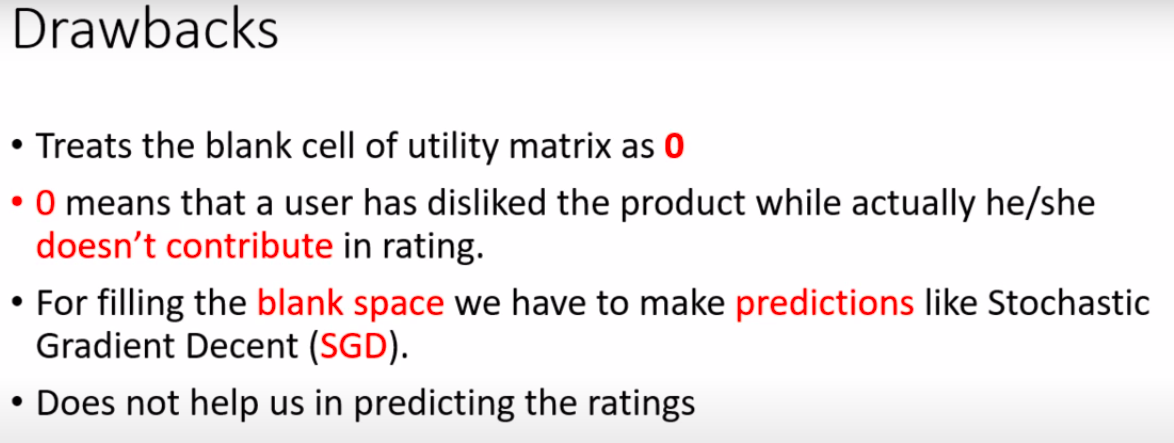 Drawbacks
• Treats the blank cell of utility matrix as 0
• 0 means that a user has disliked the product while actually he/she
doesn’t contribute in rating.
• For filling the blank space we have to make predictions like Stochastic
Gradient Decent (SGD).
• Does not help us in predicting the ratings